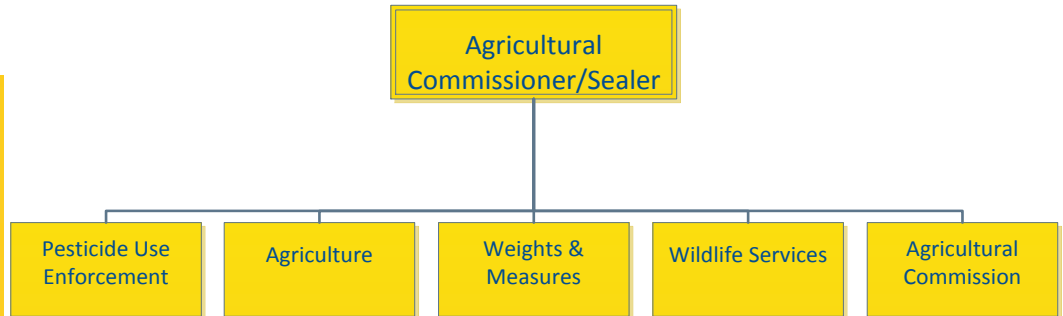 Agricultural
Commissioner/Sealer
Pesticide Use
Enforcement
Agriculture
Weights &
Measures
Wildlife Services
Agricultural
Commission